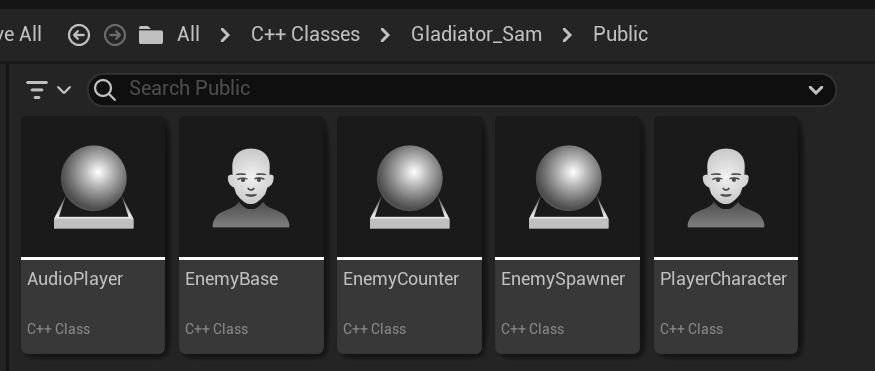 ve All All C++ Classes Gladiator_Sam Public
Search Public
AudioPlayer EnemyBase EnemyCounter EnemySpawner PlayerCharacter
C++ Class C++ Class C++ Class C++ Class C++ Class